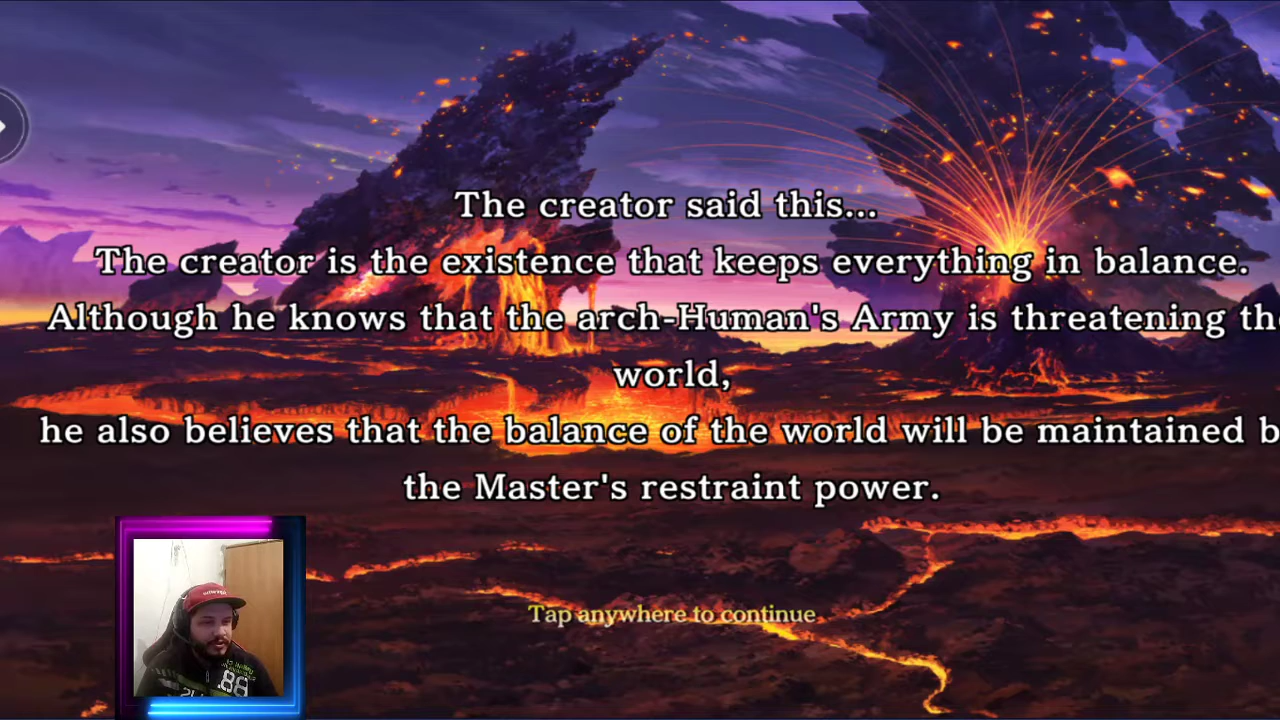 The creator said this...
The creator is the existence that keeps everything in balance.
Although he knows that the arch-Human's Army is threatening
world,
he also believes that the balance of the world will be maintained
the Master's restraint power.
Tap anywhere to continue
88